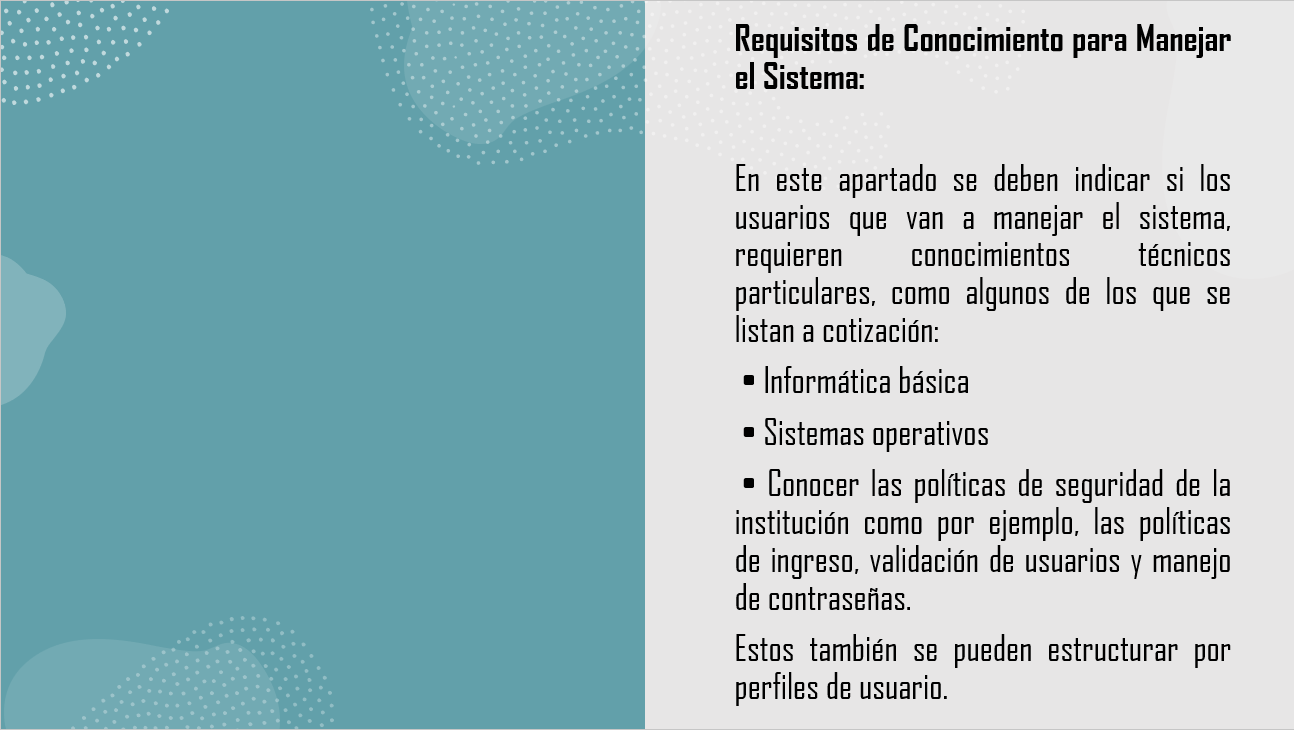 Requisitos de Conocimiento para Manejar
el Sistema:
En este apartado se deben indicar si los
usuarios que van a manejar el sistema,
requieren conocimientos técnicos
particulares, como algunos de los que se
listan a cotización:
▪ Informática básica
▪ Sistemas operativos
▪ Conocer las políticas de seguridad de la
institución como por ejemplo, las políticas
de ingreso, validación de usuarios y manejo
de contraseñas.
Estos también se pueden estructurar por
perfiles de usuario.